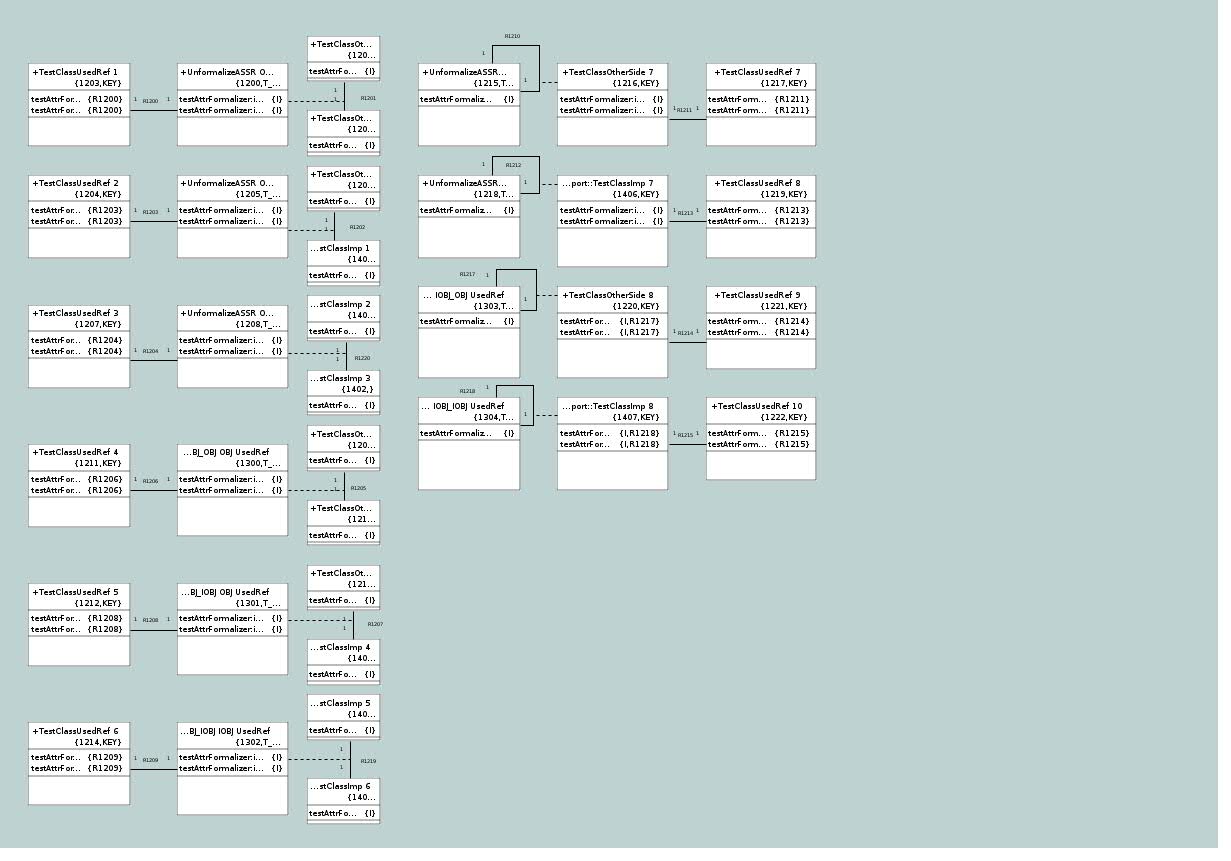 +TestClassUsedRef 1
{1203,KEY}
testAttrFor... {R1200}
testAttrFor... {R1200}
1 R1200 1
+UnformalizeASSR O...
{1200,T_...
testAttrFormalizer:i... {I}
testAttrFormalizer:i... {I}
+TestClassOt...
{120...
testAttrFo... {I}
1
1
R1201
+TestClassOt...
{120...
testAttrFo... {I}
+TestClassUsedRef 2
{1204,KEY}
testAttrFor... {R1203}
testAttrFor... {R1203}
1 R1203 1
+UnformalizeASSR O...
{1205,T_...
testAttrFormalizer:i... {I}
testAttrFormalizer:i... {I}
+TestClassOt...
{120...
testAttrFo... {I}
1
1
R1202
...stClassImp 1
{140...
testAttrFo... {I}
+TestClassUsedRef 3
{1207,KEY}
testAttrFor... {R1204}
testAttrFor... {R1204}
1 R1204 1
+UnformalizeASSR O...
{1208,T_...
testAttrFormalizer:i... {I}
testAttrFormalizer:i... {I}
...stClassImp 2
{140...
testAttrFo... {I}
1
1
R1220
...stClassImp 3
{1402,}
testAttrFo... {I}
+TestClassUsedRef 4
{1211,KEY}
testAttrFor... {R1206}
testAttrFor... {R1206}
1 R1206 1
...BJ_OBJ OBJ UsedRef
{1300,T_...
testAttrFormalizer:i... {I}
testAttrFormalizer:i... {I}
+TestClassOt...
{120...
testAttrFo... {I}
1
1
R1205
+TestClassOt...
{121...
testAttrFo... {I}
+TestClassUsedRef 5
{1212,KEY}
testAttrFor... {R1208}
testAttrFor... {R1208}
1 R1208 1
...BJ_IOBJ OBJ UsedRef
{1301,T_...
testAttrFormalizer:i... {I}
testAttrFormalizer:i... {I}
+TestClassOt...
{121...
testAttrFo... {I}
1
1
R1207
...stClassImp 4
{140...
testAttrFo... {I}
+TestClassUsedRef 6
{1214,KEY}
testAttrFor... {R1209}
testAttrFor... {R1209}
1 R1209 1
...BJ_IOBJ IOBJ UsedRef
{1302,T_...
testAttrFormalizer:i... {I}
testAttrFormalizer:i... {I}
...stClassImp 5
{140...
testAttrFo... {I}
1
1
R1219
...stClassImp 6
{140...
testAttrFo... {I}
R1210
1
1
+UnformalizeASSR...
{1215,T...
testAttrFormaliz... {I}
+TestClassOtherSide 7
{1216,KEY}
testAttrFormalizer:i... {I}
testAttrFormalizer:i... {I}
1 R1211 1
+TestClassUsedRef 7
{1217,KEY}
testAttrForm... {R1211}
testAttrForm... {R1211}
1 R1212
1
+UnformalizeASSR...
{1218,T...
testAttrFormaliz... {I}
...port::TestClassImp 7
{1406,KEY}
testAttrFormalizer:i... {I}
testAttrFormalizer:i... {I}
1 R1213 1
+TestClassUsedRef 8
{1219,KEY}
testAttrForm... {R1213}
testAttrForm... {R1213}
R1217 1
1
... IOBJ_OBJ UsedRef
{1303,T...
testAttrFormaliz... {I}
+TestClassOtherSide 8
{1220,KEY}
testAttrFor... {I,R1217}
testAttrFor... {I,R1217}
1 R1214 1
+TestClassUsedRef 9
{1221,KEY}
testAttrForm... {R1214}
testAttrForm... {R1214}
R1218 1
1
... IOBJ_IOBJ UsedRef
{1304,T...
testAttrFormaliz... {I}
...port::TestClassImp 8
{1407,KEY}
testAttrFor... {I,R1218}
testAttrFor... {I,R1218}
1 R1215 1
+TestClassUsedRef 10
{1222,KEY}
testAttrForm... {R1215}
testAttrForm... {R1215}